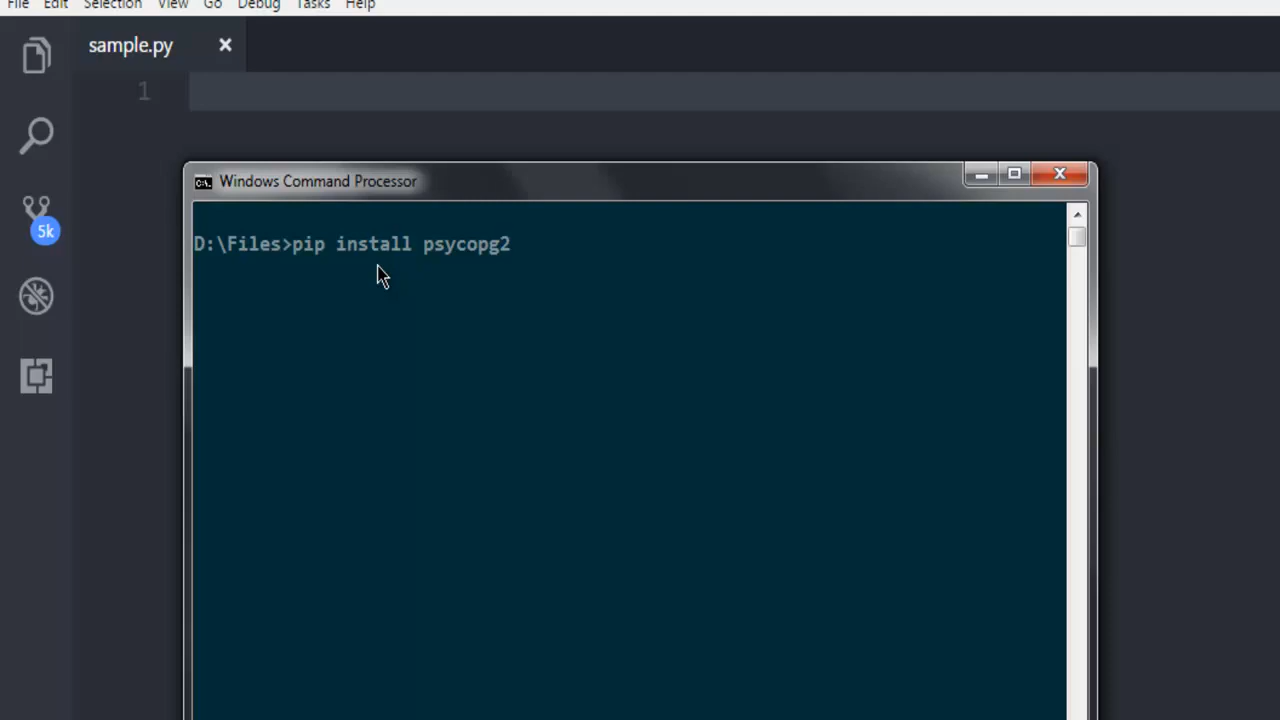 File Edit Selection View Go Debug Tasks Help
sample.py
1
Windows Command Processor
D:\Files>pip install psycopg2
5k